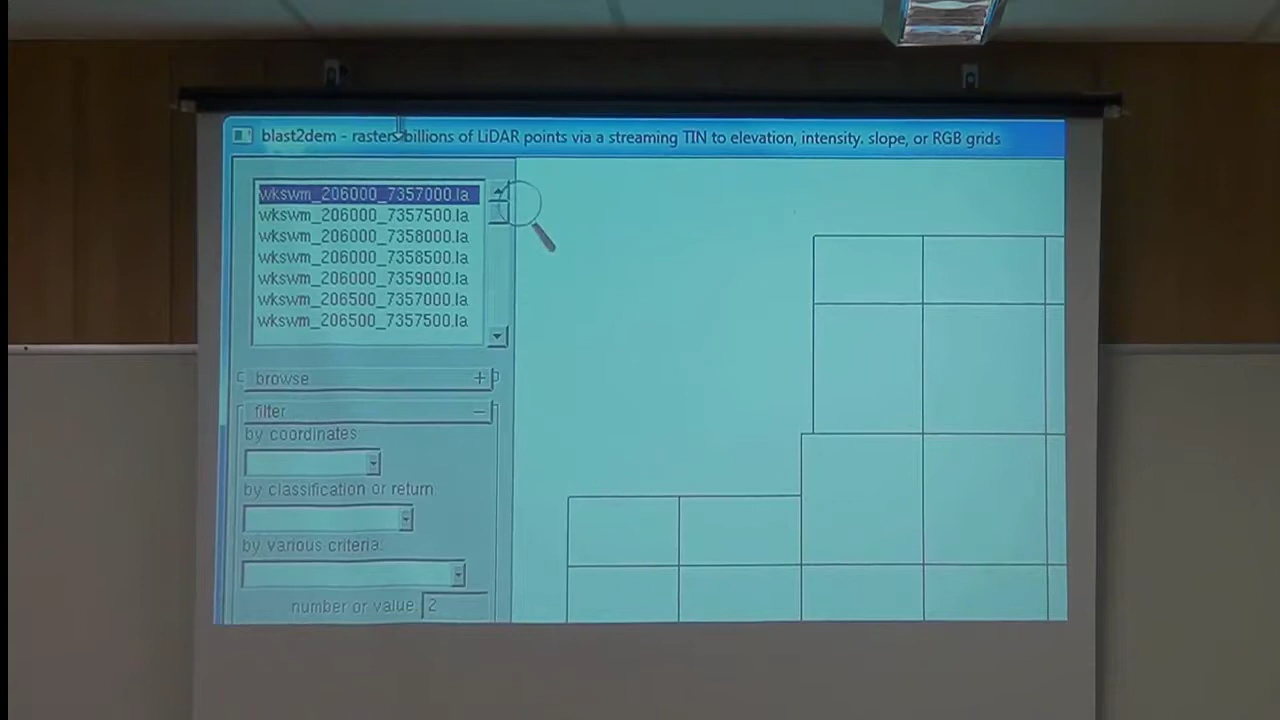 blast2dem - rasters billions of LiDAR points via a streaming TIN to elevation, intensity. slope, or RGB grids
wkswm_206000_7357000.la
wkswm_206000_7357500.la
wkswm_206000_7358000.la
wkswm_206000_7358500.la
wkswm_206000_7359000.la
wkswm_206500_7357000.la
wkswm_206500_7357500.la
browse +
filter −
by coordinates:
by classification or return:
by various criteria:
number or value: 2